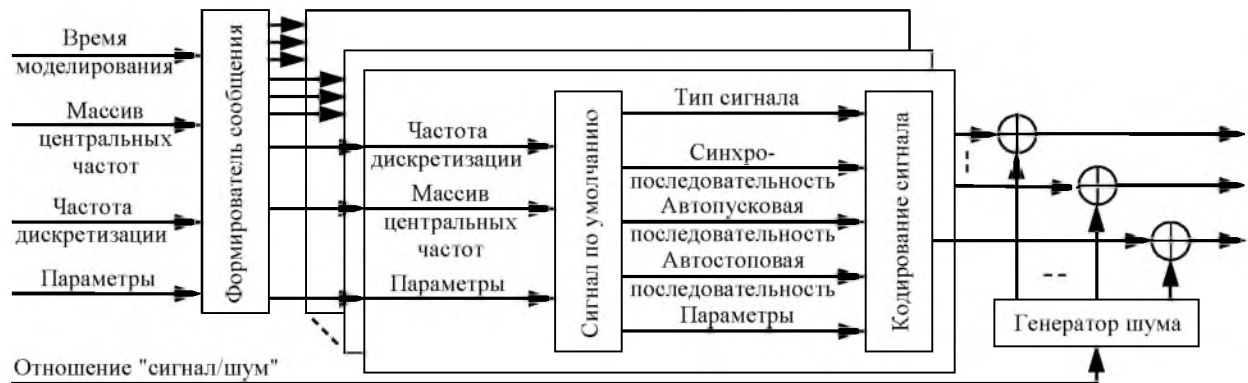 Время
моделирования
Массив
центральных
частот
Частота
дискретизации
Параметры
Формирователь сообщения
Частота
дискретизации
Массив
центральных
частот
Параметры
Сигнал по умолчанию
Тип сигнала
Синхро-
последовательность
Автопусковая
последовательность
Автостоповая
последовательность
Параметры
Кодирование сигнала
Генератор шума
Отношение "сигнал/шум"